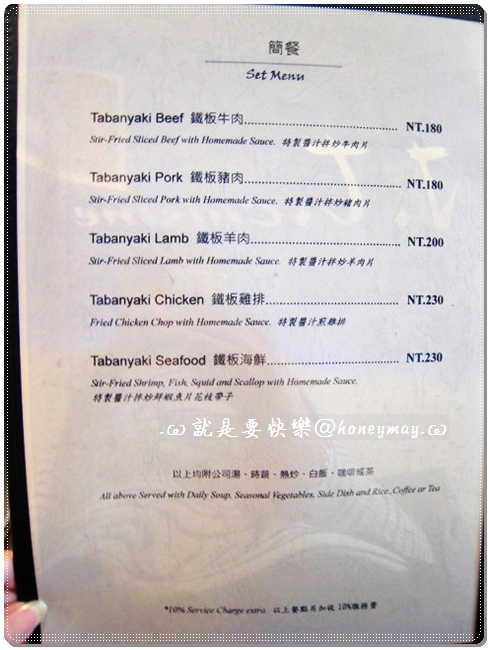 簡餐
Set Menu
Tabanyaki Beef 鐵板牛肉 NT.180
Stir-Fried Sliced Beef with Homemade Sauce. 特製醬汁拌炒牛肉片
Tabanyaki Pork 鐵板豬肉 NT.180
Stir-Fried Sliced Pork with Homemade Sauce. 特製醬汁拌炒豬肉片
Tabanyaki Lamb 鐵板羊肉 NT.200
Stir-Fried Sliced Lamb with Homemade Sauce. 特製醬汁拌炒羊肉片
Tabanyaki Chicken 鐵板雞排 NT.230
Fried Chicken Chop with Homemade Sauce. 特製醬汁煎雞排
Tabanyaki Seafood 鐵板海鮮 NT.230
Stir-Fried Shrimp, Fish, Squid and Scallop with Homemade Sauce.
特製醬汁拌炒鮮蝦魚片花枝帶子
.ω 就是要快樂@honeymay.ω
以上均附公司湯、時蔬、熱炒、白飯、咖啡或茶
All above Served with Daily Soup, Seasonal Vegetables, Side Dish and Rice., Coffee or Tea
*10% Service Charge extra. 以上餐點另加收 10%服務費